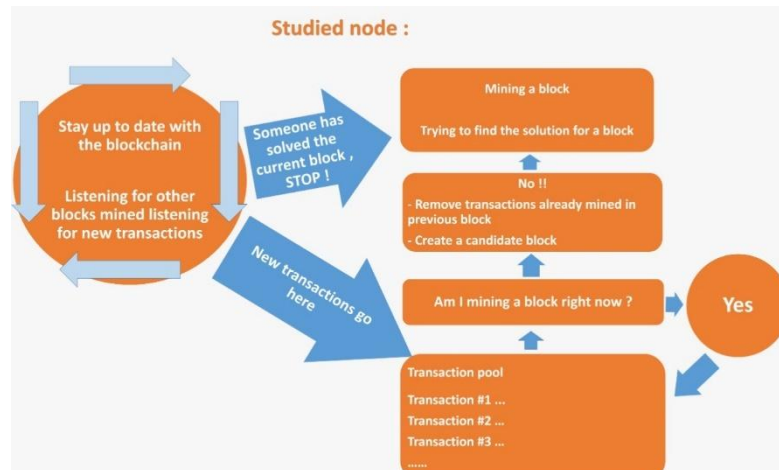 Studied node :
Stay up to date with
the blockchain
Listening for other
blocks mined listening
for new transactions
Someone has
solved the
current block ,
STOP !
New transactions go
here
Mining a block
Trying to find the solution for a block
No !!
- Remove transactions already mined in
previous block
- Create a candidate block
Am I mining a block right now ?
Yes
Transaction pool
Transaction #1 ...
Transaction #2 ...
Transaction #3 ...
......